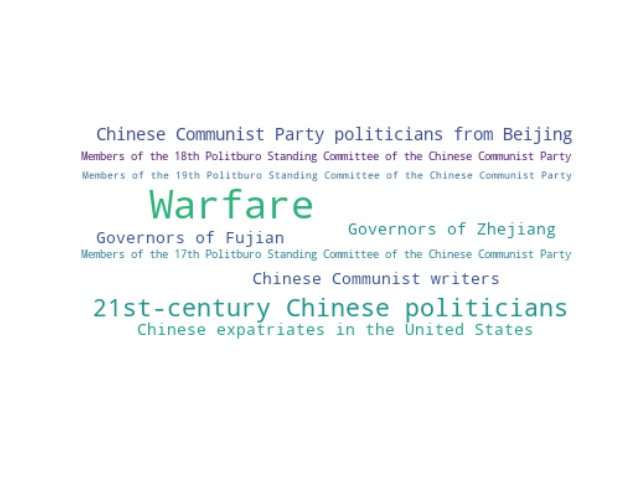 Chinese Communist Party politicians from Beijing
Members of the 18th Politburo Standing Committee of the Chinese Communist Party
Members of the 19th Politburo Standing Committee of the Chinese Communist Party
Warfare
Governors of Zhejiang
Governors of Fujian
Members of the 17th Politburo Standing Committee of the Chinese Communist Party
Chinese Communist writers
21st-century Chinese politicians
Chinese expatriates in the United States